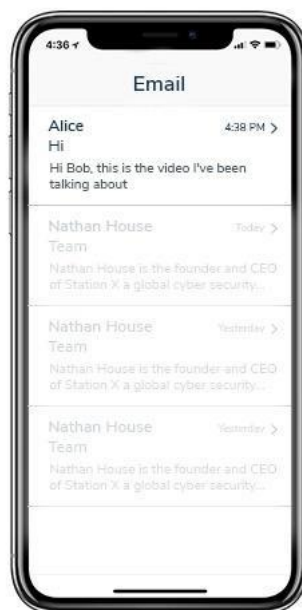 4:36
Email
Alice 4:38 PM
Hi
Hi Bob, this is the video I've been
talking about
Nathan House Today
Team
Nathan House is the founder and CEO
of Station X a global cyber security...
Nathan House Yesterday
Team
Nathan House is the founder and CEO
of Station X a global cyber security...
Nathan House Yesterday
Team
Nathan House is the founder and CEO
of Station X a global cyber security...